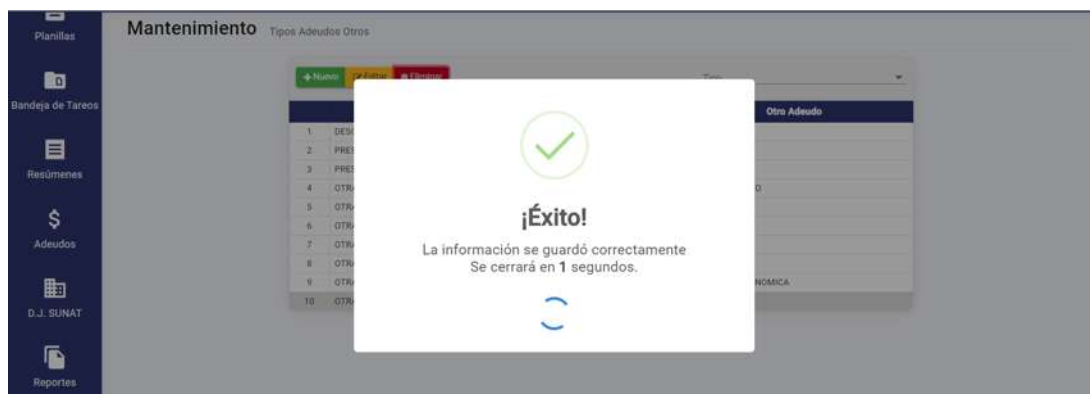 Planillas
Mantenimiento Tipos Adeudos Otros
+Nuevo Editar Eliminar
Tipo
Bandeja de Tareos
Otro Adeudo
1
2
3
Resúmenes
4 O
5
6
¡Éxito!
Adeudos
7
La información se guardó correctamente
8
Se cerrará en 1 segundos.
9 NOMICA
10
D.J. SUNAT
Reportes